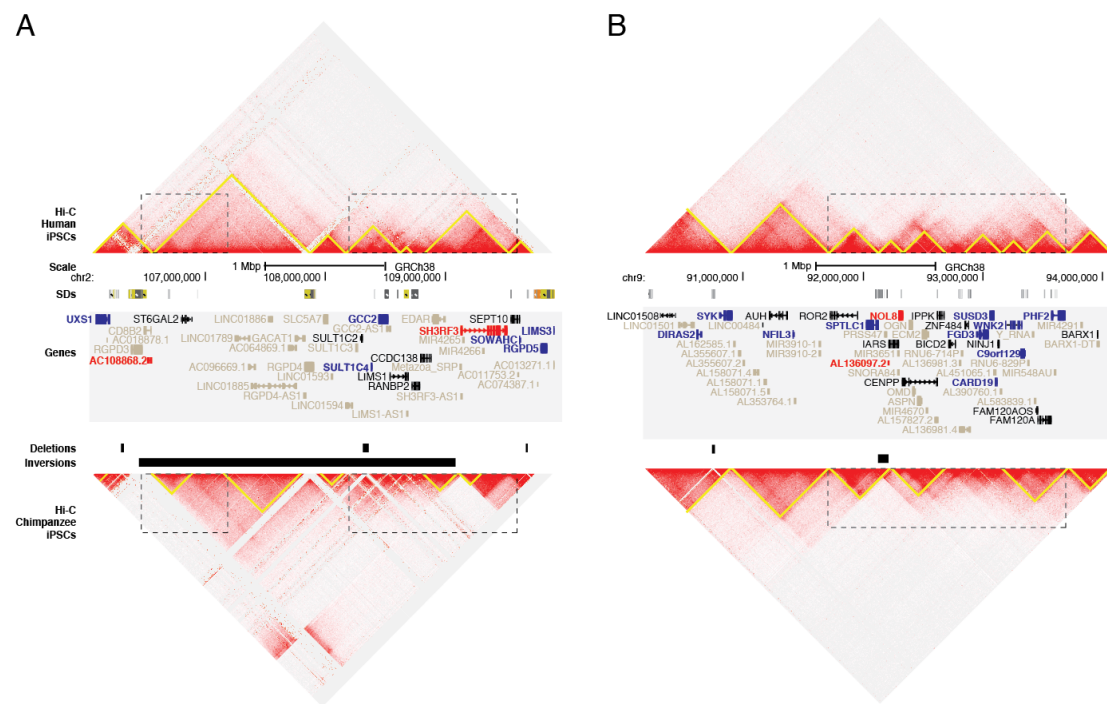 A
B
Hi-C
Human
iPSCs
Scale
1 Mbp
GRCh38
chr2:
107,000,000
108,000,000
109,000,000
SDs
Genes
UXS1
ST6GAL2
LINC01886
SLC5A7
GCC2
EDAR
SEPT10
CD8B2
GCC2-AS1
SH3RF3
LIMS3
AC018878.1
LINC01789
GACAT1
SULT1C2
MIR4265
SOWAHC
RGPD3
AC064869.1
SULT1C3
MIR4266
RGPD5
AC108868.2
CCDC138
AC096669.1
RGPD4
SULT1C4
Metazoa_SRP
AC013271.1
LINC01593
LIMS1
AC011753.2
LINC01885
RANBP2
AC074387.1
RGPD4-AS1
SH3RF3-AS1
LINC01594
LIMS1-AS1
Deletions
Inversions
Hi-C
Chimpanzee
iPSCs
1 Mbp
GRCh38
chr9:
91,000,000
92,000,000
93,000,000
94,000,000
LINC01508
SYK
AUH
ROR2
NOL8
IPPK
SUSD3
PHF2
LINC01501
LINC00484
SPTLC1
OGN
ZNF484
WNK2
MIR4291
DIRAS2
NFIL3
PRSS47
ECM2
FGD3
Y_RNA
BARX1
AL162585.1
MIR3910-1
IARS
BICD2
NINJ1
BARX1-DT
AL355607.1
MIR3910-2
MIR3651
RNU6-714P
C9orf129
AL355607.2
AL136097.2
AL136981.3
RNU6-829P
AL158071.4
SNORA84
AL451065.1
MIR548AU
AL158071.1
CENPP
CARD19
AL158071.5
OMD
AL390760.1
AL353764.1
ASPN
AL583839.1
MIR4670
FAM120AOS
AL157827.2
FAM120A
AL136981.4